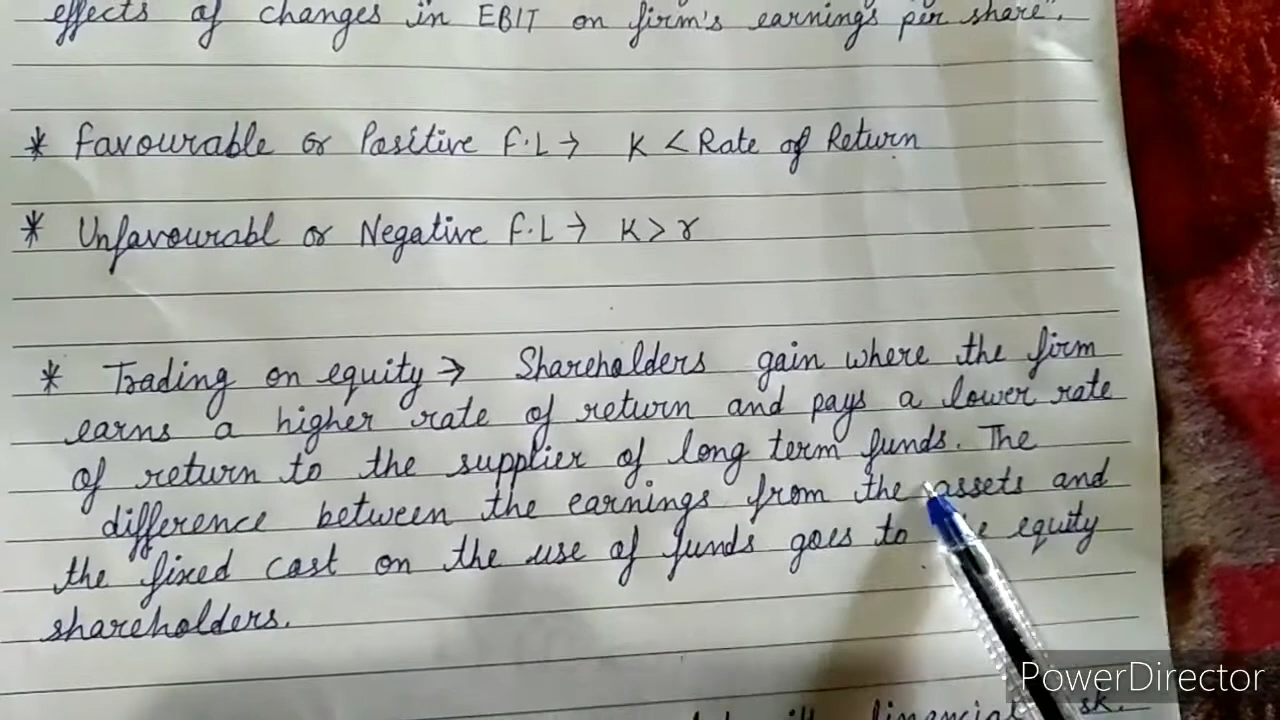 effects of changes in EBIT on firm's earning's per share".
* Favourable or Positive F.L → K < Rate of Return
* Unfavourabl or Negative F.L → K > r
* Trading on equity → Shareholders gain where the firm
earns a higher rate of return and pays a lower rate
of return to the supplier of long term funds. The
difference between the earnings from the assets and
the fixed cost on the use of funds goes to equity
shareholders.
financial
PowerDirector